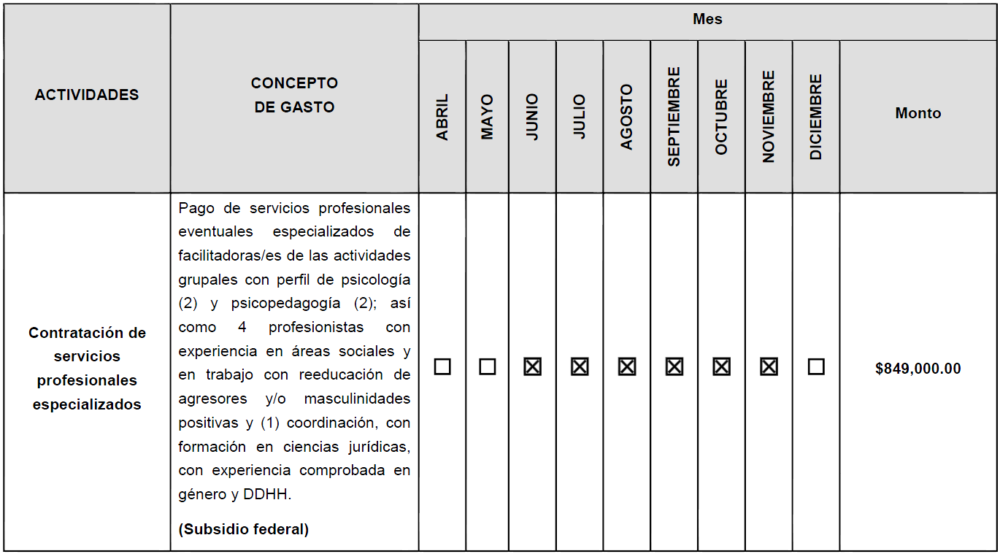 Mes
ACTIVIDADES
CONCEPTO
DE GASTO
ABRIL
MAYO
JUNIO
JULIO
AGOSTO
SEPTIEMBRE
OCTUBRE
NOVIEMBRE
DICIEMBRE
Monto
Contratación de
servicios
profesionales
especializados
Pago de servicios profesionales
eventuales especializados de
facilitadoras/es de las actividades
grupales con perfil de psicología
(2) y psicopedagogía (2); así
como 4 profesionistas con
experiencia en áreas sociales y
en trabajo con reeducación de
agresores y/o masculinidades
positivas y (1) coordinación, con
formación en ciencias jurídicas,
con experiencia comprobada en
género y DDHH.
(Subsidio federal)
☐ ☐ ☒ ☒ ☒ ☒ ☒ ☒ ☐
$849,000.00